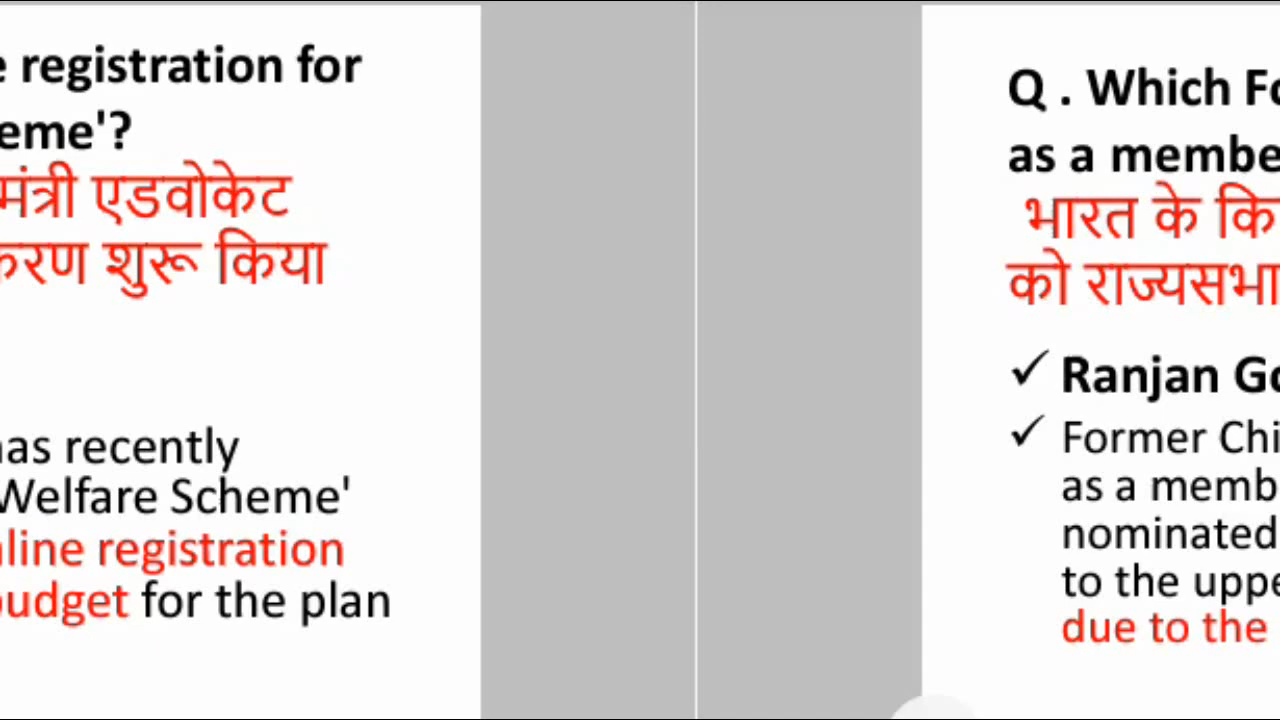 registration for
eme'?
मंत्री एडवोकेट
करण शुरू किया
has recently
Welfare Scheme'
line registration
budget for the plan
Q . Which Fo
as a membe
भारत के कि
को राज्यसभा
✓ Ranjan Go
✓ Former Chi
as a memb
nominated
to the uppe
due to the